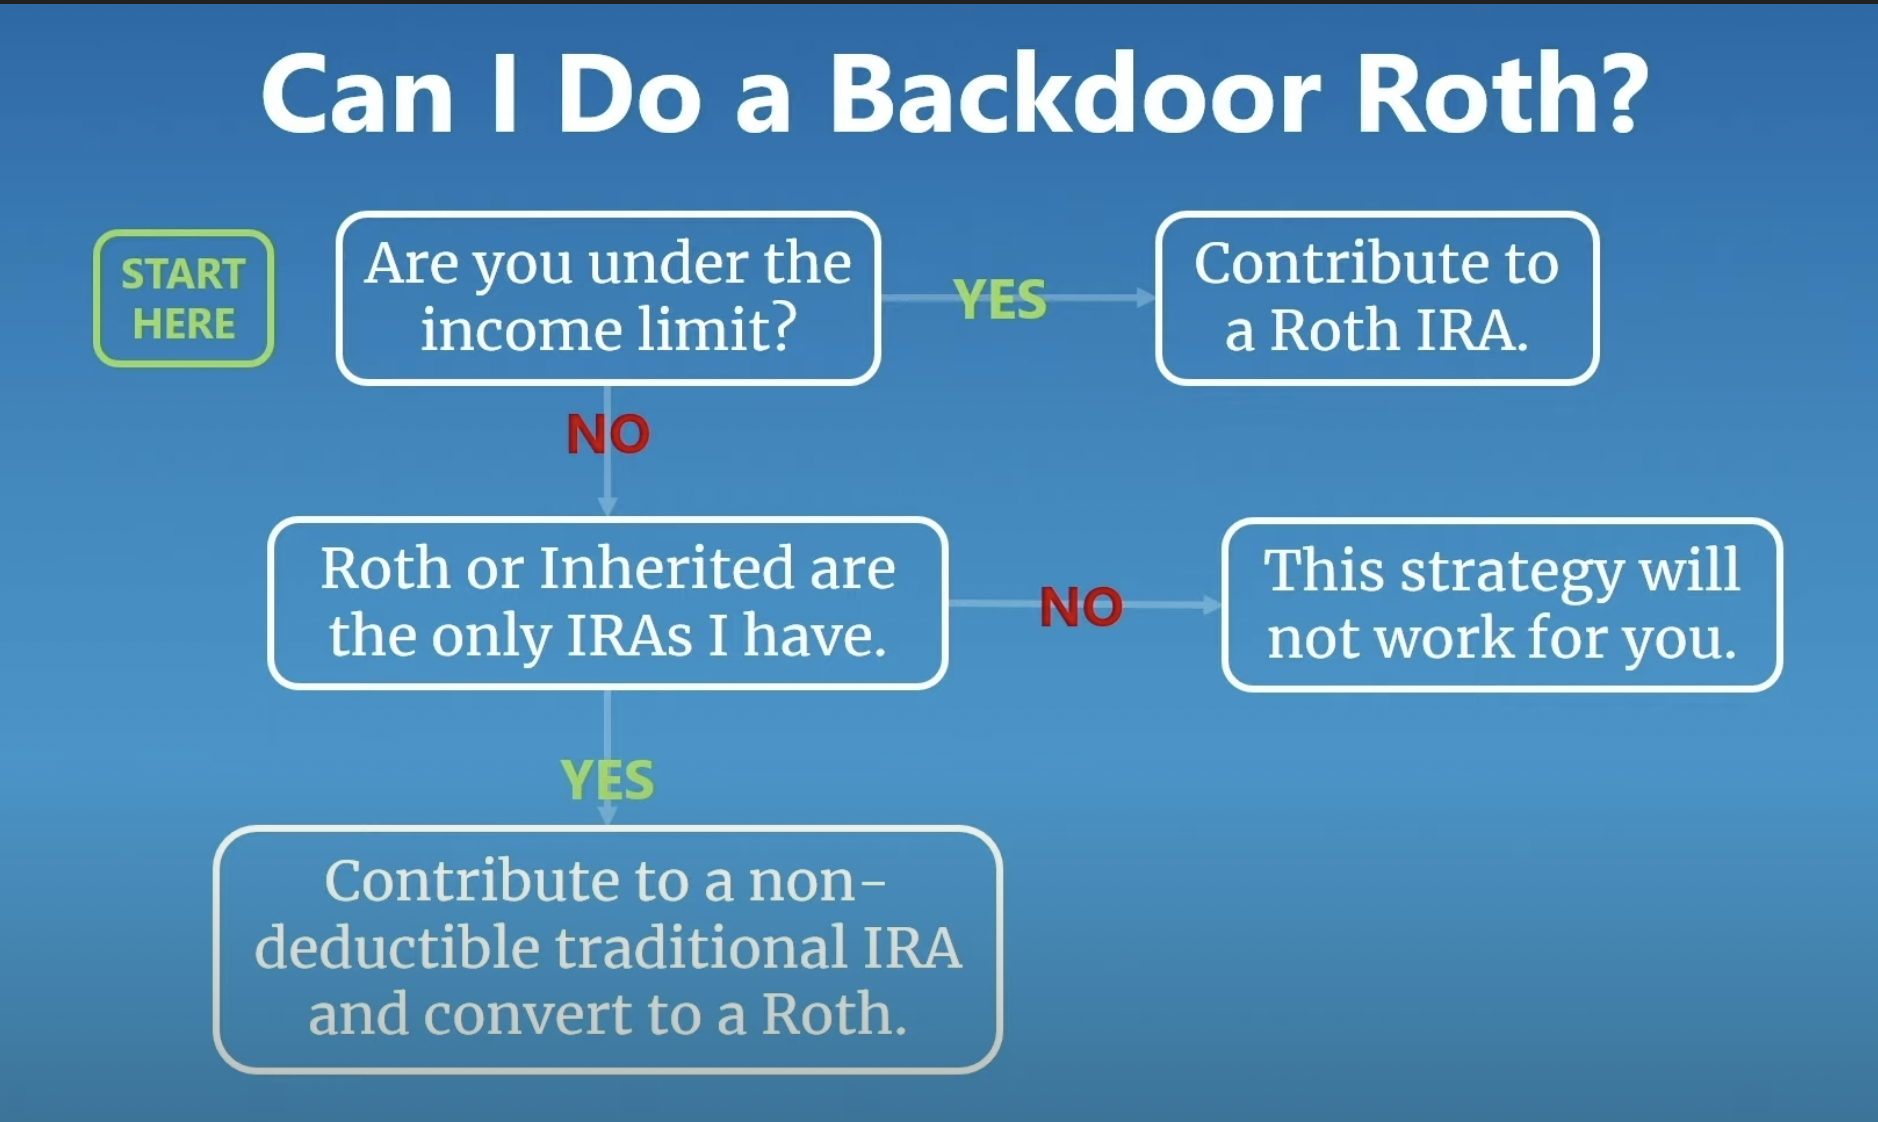 Can I Do a Backdoor Roth?
START
HERE
Are you under the
income limit?
YES
Contribute to
a Roth IRA.
NO
Roth or Inherited are
the only IRAs I have.
NO
This strategy will
not work for you.
YES
Contribute to a non-
deductible traditional IRA
and convert to a Roth.